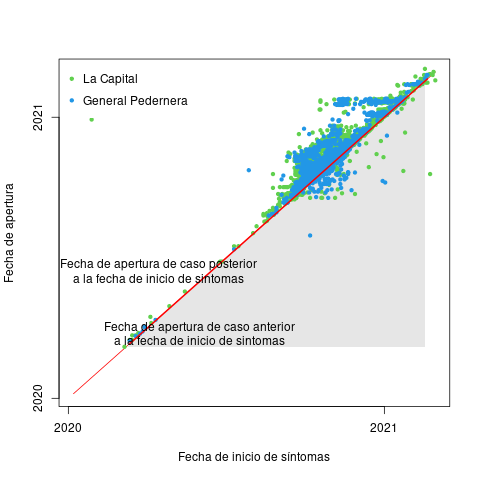 La Capital
General Pedernera
Fecha de apertura
2021
2020
Fecha de apertura de caso posterior
a la fecha de inicio de síntomas
Fecha de apertura de caso anterior
a la fecha de inicio de sintomas
2020
2021
Fecha de inicio de síntomas